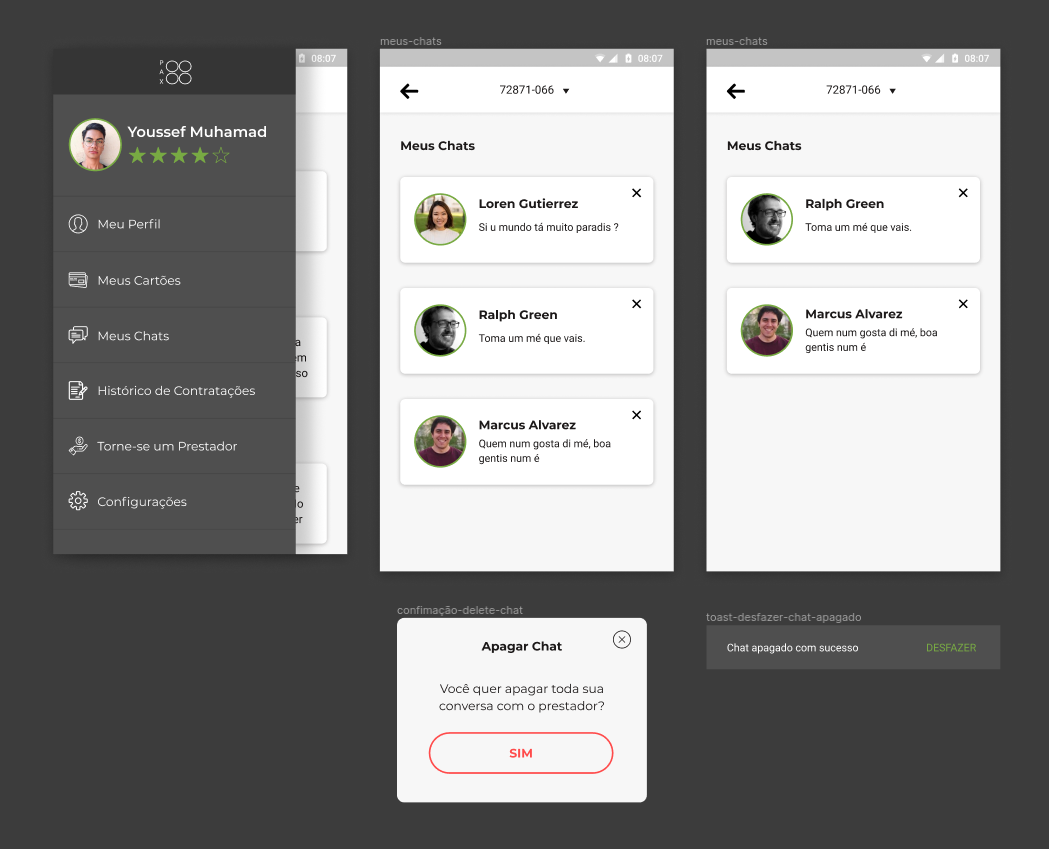 08:07
P
A
X
Youssef Muhamad
Meu Perfil
Meus Cartões
Meus Chats
Histórico de Contratações
Torne-se um Prestador
Configurações
a
em
so
e
lo
er
meus-chats
08:07
72871-066
Meus Chats
Loren Gutierrez
Si u mundo tá muito paradis ?
Ralph Green
Toma um mé que vais.
Marcus Alvarez
Quem num gosta di mé, boa
gentis num é
meus-chats
08:07
72871-066
Meus Chats
Ralph Green
Toma um mé que vais.
Marcus Alvarez
Quem num gosta di mé, boa
gentis num é
confimação-delete-chat
Apagar Chat
Você quer apagar toda sua
conversa com o prestador?
SIM
toast-desfazer-chat-apagado
Chat apagado com sucesso
DESFAZER